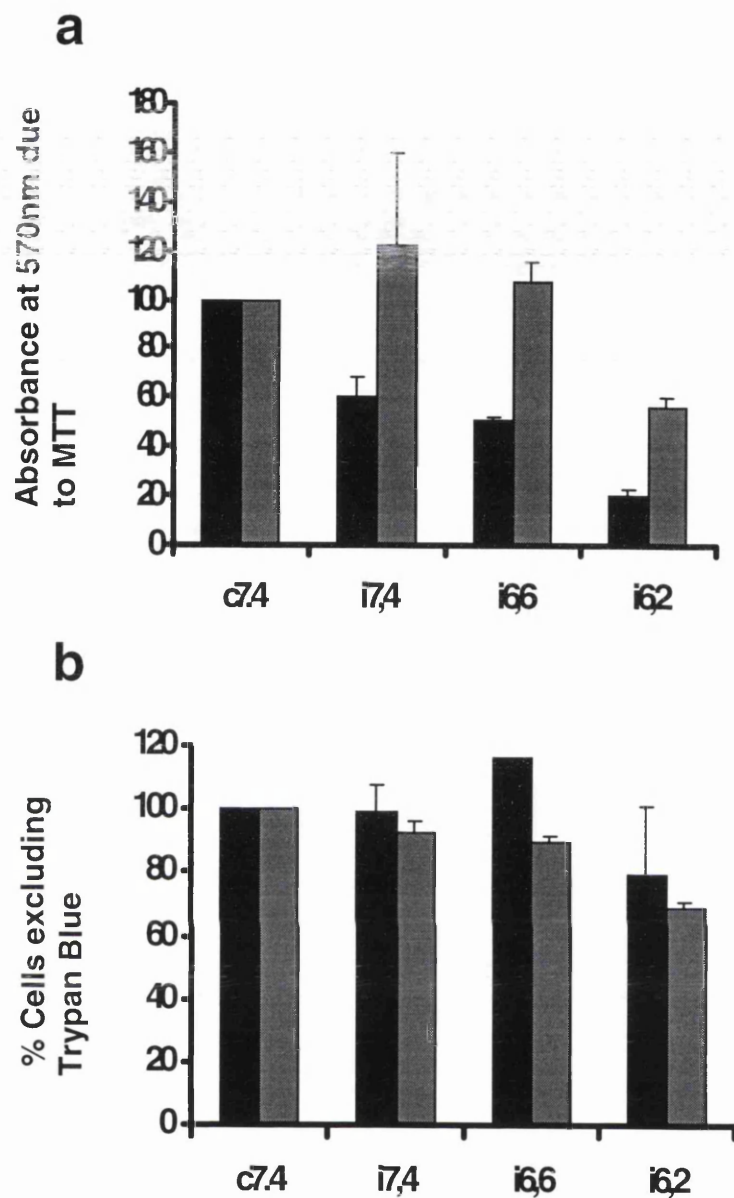 a
Absorbance at 570nm due
to MTT
180
160
140
120
100
80
60
40
20
0
c7.4
i7,4
i6,6
i6,2
b
% Cells excluding
Trypan Blue
120
100
80
60
40
20
0
c7.4
i7,4
i6,6
i6,2